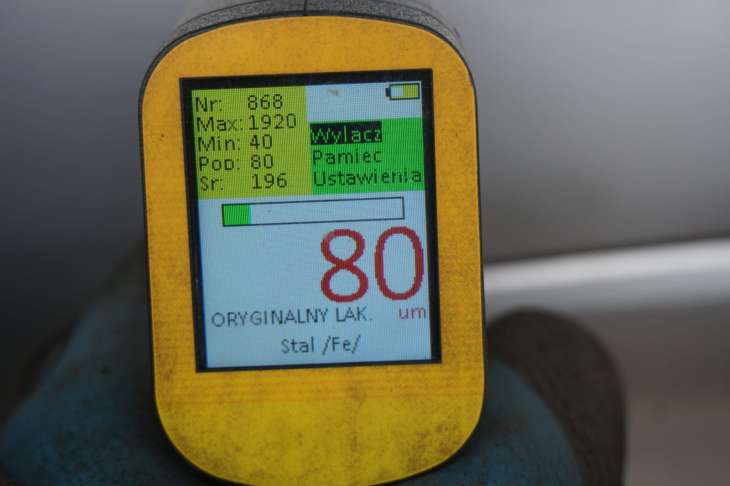 Nr: 868
Max: 1920
Min: 40
Pop: 80
Sr: 196
Wylacz
Pamiec
Ustawienia
80
um
ORYGINALNY LAK.
Stal /Fe/